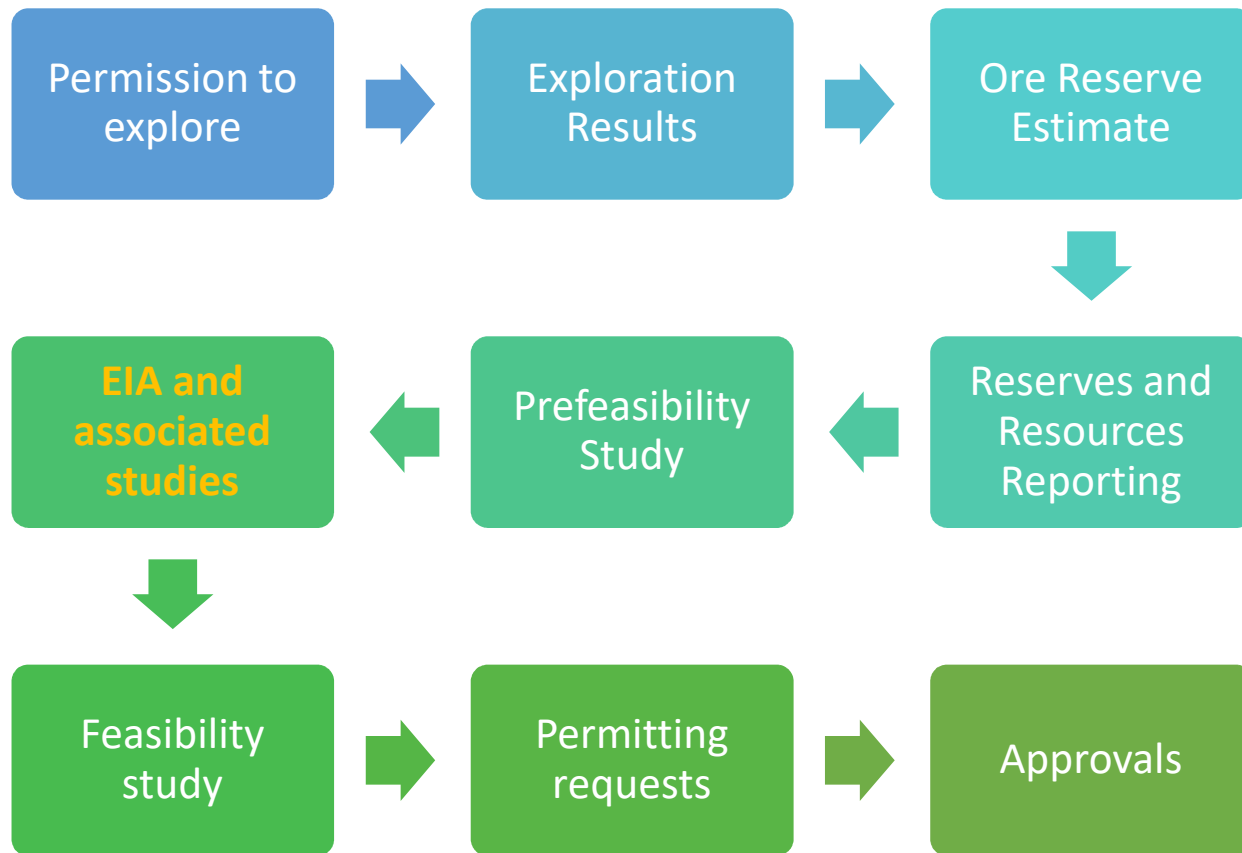 Permission to
explore
Exploration
Results
Ore Reserve
Estimate
Reserves and
Resources
Reporting
Prefeasibility
Study
EIA and
associated
studies
Feasibility
study
Permitting
requests
Approvals